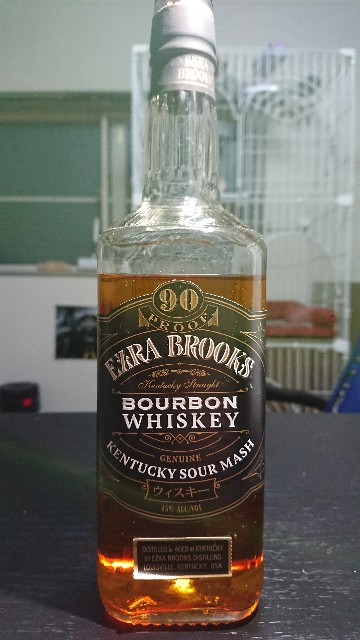 EZRA
BROOKS
90
PROOF
EZRA BROOKS
Kentucky Straight
BOURBON
WHISKEY
GENUINE
KENTUCKY SOUR MASH
ウィスキー
45% ALC/VOL
DISTILLED & AGED IN KENTUCKY
BY EZRA BROOKS DISTILLING
LOUISVILLE, KENTUCKY, USA